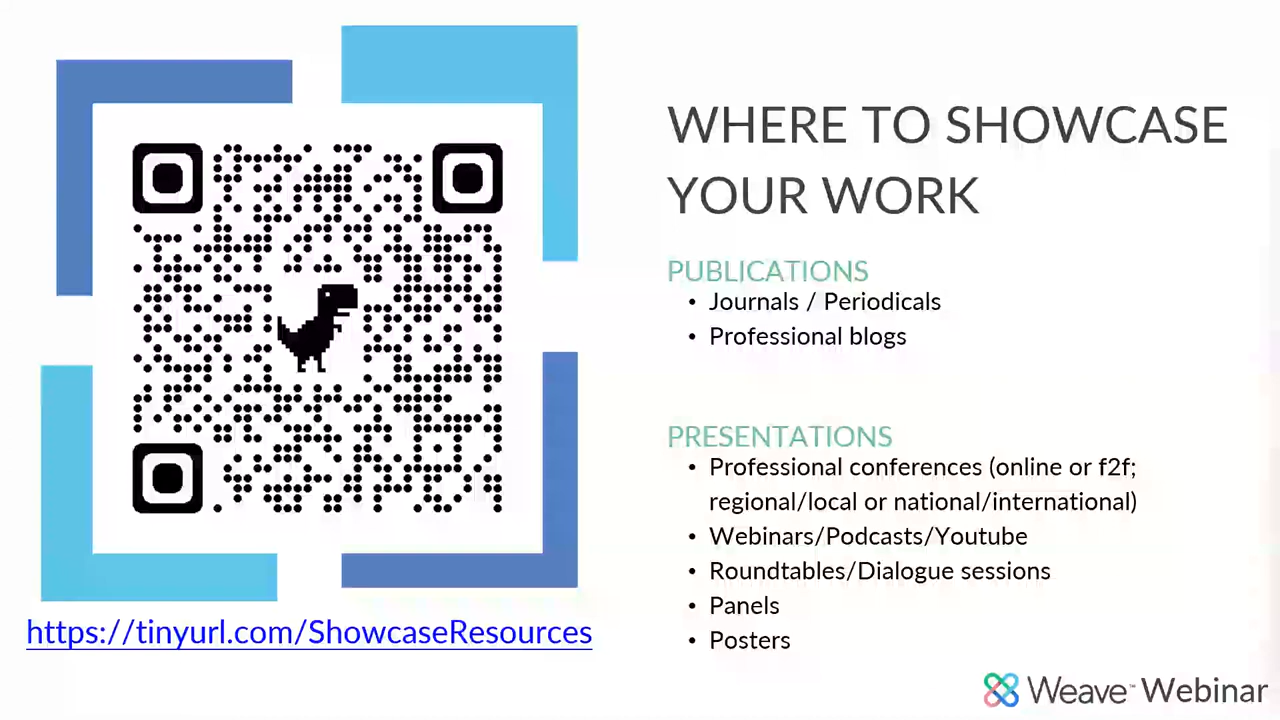 WHERE TO SHOWCASE
YOUR WORK
PUBLICATIONS
• Journals / Periodicals
• Professional blogs
PRESENTATIONS
• Professional conferences (online or f2f;
regional/local or national/international)
• Webinars/Podcasts/Youtube
• Roundtables/Dialogue sessions
• Panels
• Posters
https://tinyurl.com/ShowcaseResources
Weave™ Webinar